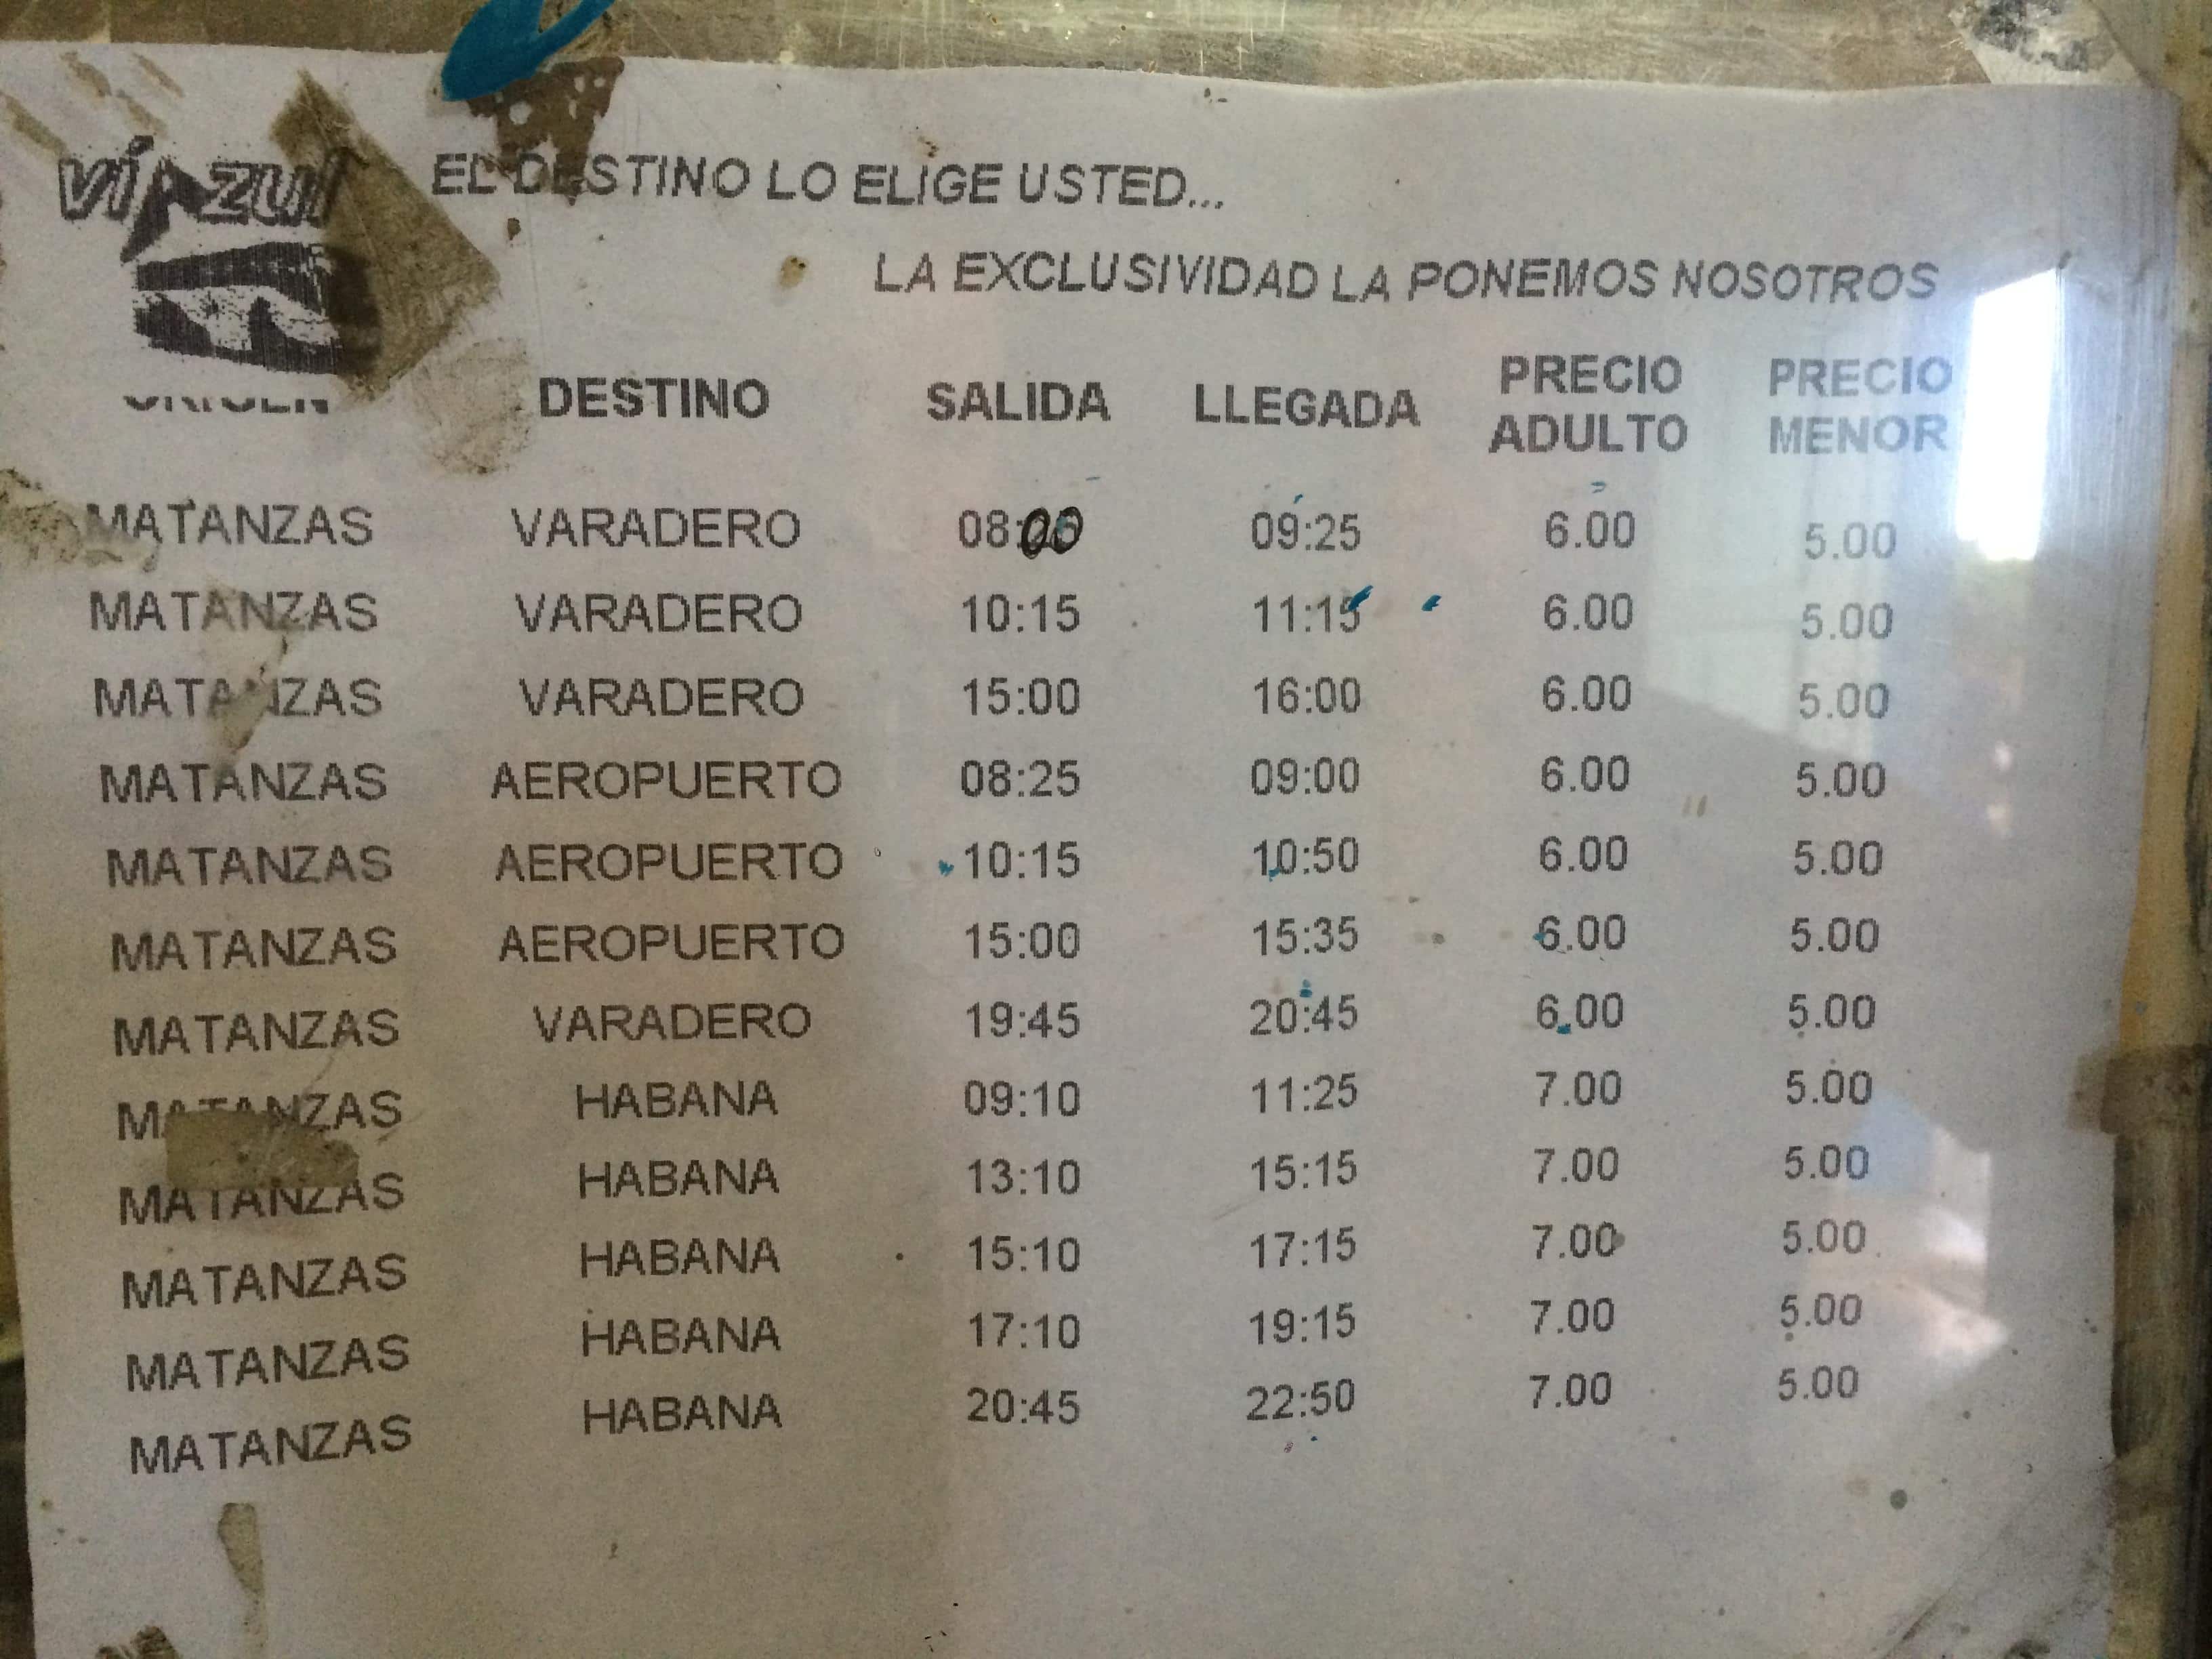 víAzul EL DESTINO LO ELIGE USTED...
LA EXCLUSIVIDAD LA PONEMOS NOSOTROS
ORIGEN DESTINO SALIDA LLEGADA PRECIO ADULTO PRECIO MENOR
MATANZAS VARADERO 08:00 09:25 6.00 5.00
MATANZAS VARADERO 10:15 11:15 6.00 5.00
MATANZAS VARADERO 15:00 16:00 6.00 5.00
MATANZAS AEROPUERTO 08:25 09:00 6.00 5.00
MATANZAS AEROPUERTO 10:15 10:50 6.00 5.00
MATANZAS AEROPUERTO 15:00 15:35 6.00 5.00
MATANZAS VARADERO 19:45 20:45 6.00 5.00
MATANZAS HABANA 09:10 11:25 7.00 5.00
MATANZAS HABANA 13:10 15:15 7.00 5.00
MATANZAS HABANA 15:10 17:15 7.00 5.00
MATANZAS HABANA 17:10 19:15 7.00 5.00
MATANZAS HABANA 20:45 22:50 7.00 5.00